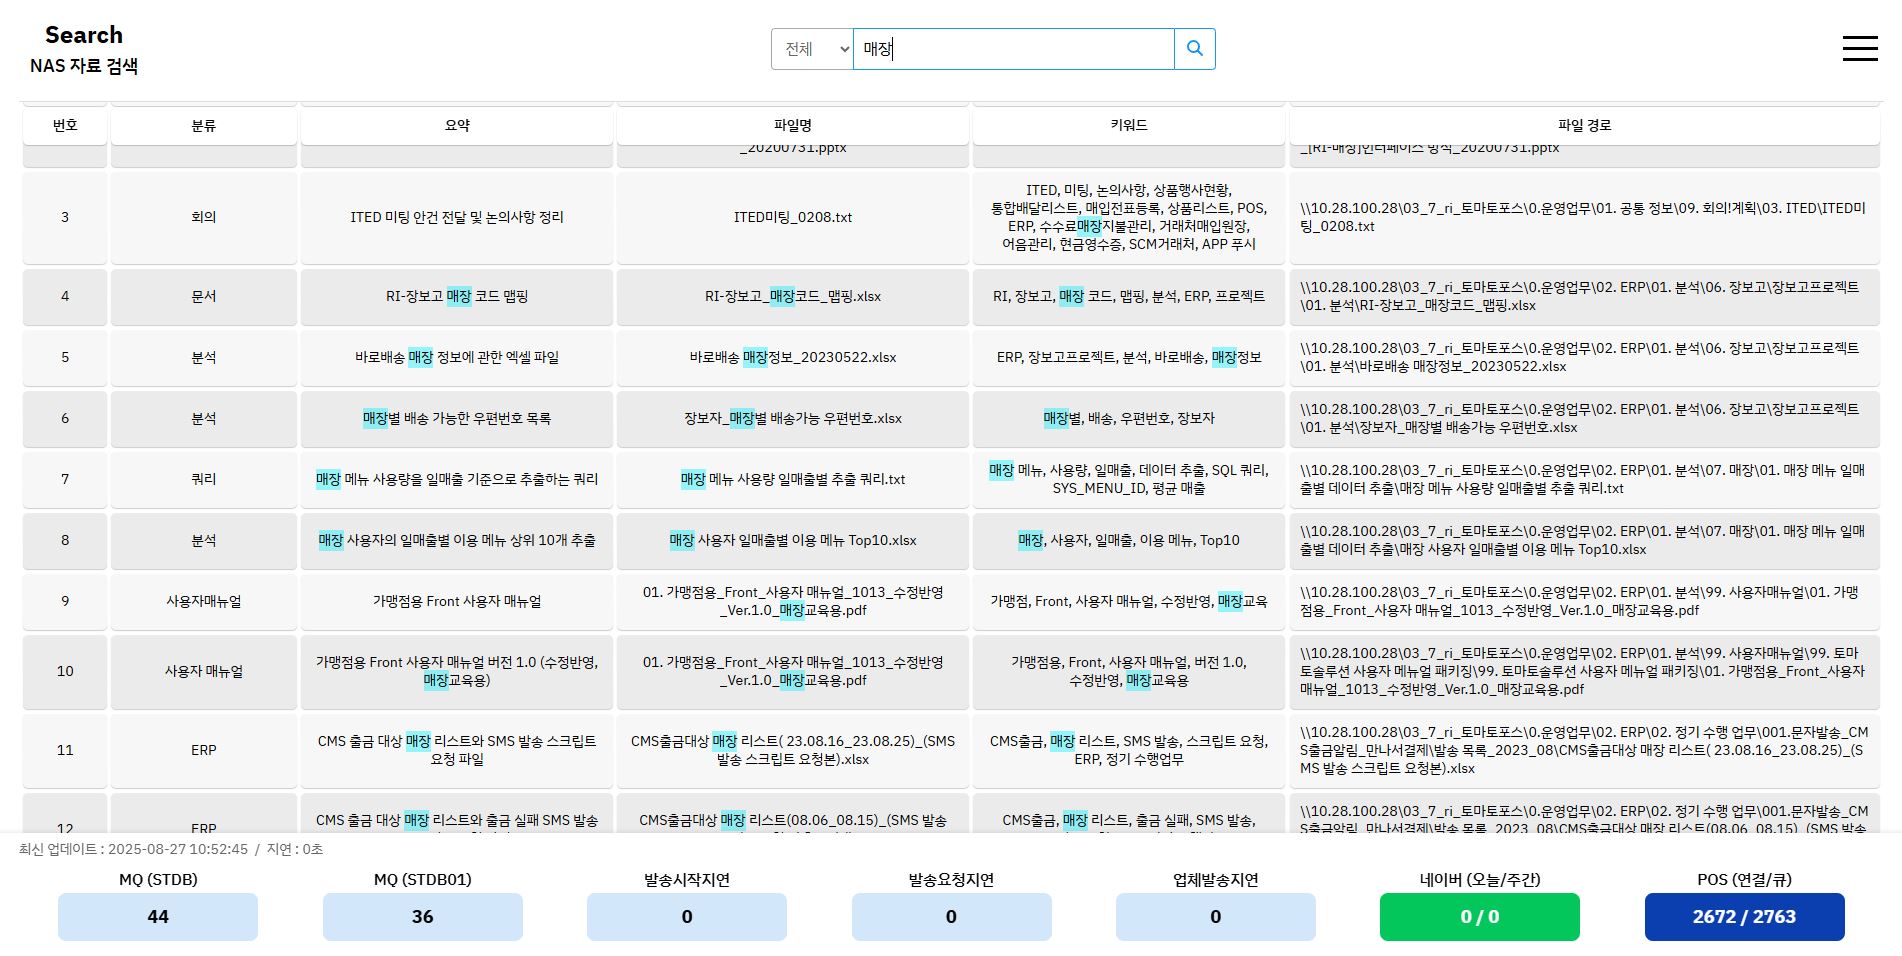 Search
NAS 자료 검색
전체
매장
번호 분류 요약 파일명 키워드 파일 경로
_20200731.pptx
_[RI-매장]인터페이스 방식_20200731.pptx
3
회의
ITED 미팅 안건 전달 및 논의사항 정리
ITED미팅_0208.txt
ITED, 미팅, 논의사항, 상품행사현황,
통합배달리스트, 매입전표등록, 상품리스트, POS,
ERP, 수수료매장지불관리, 거래처매입원장,
어음관리, 현금영수증, SCM거래처, APP 푸시
\\10.28.100.28\03_7_ri_토마토포스\0.운영업무\01. 공통 정보\09. 회의!계획\03. ITED\ITED미
팅_0208.txt
4
문서
RI-장보고 매장 코드 맵핑
RI-장보고_매장코드_맵핑.xlsx
RI, 장보고, 매장 코드, 맵핑, 분석, ERP, 프로젝트
\\10.28.100.28\03_7_ri_토마토포스\0.운영업무\02. ERP\01. 분석\06. 장보고\장보고프로젝트
\01. 분석\RI-장보고_매장코드_맵핑.xlsx
5
분석
바로배송 매장 정보에 관한 엑셀 파일
바로배송 매장정보_20230522.xlsx
ERP, 장보고프로젝트, 분석, 바로배송, 매장정보
\\10.28.100.28\03_7_ri_토마토포스\0.운영업무\02. ERP\01. 분석\06. 장보고\장보고프로젝트
\01. 분석\바로배송 매장정보_20230522.xlsx
6
분석
매장별 배송 가능한 우편번호 목록
장보자_매장별 배송가능 우편번호.xlsx
매장별, 배송, 우편번호, 장보자
\\10.28.100.28\03_7_ri_토마토포스\0.운영업무\02. ERP\01. 분석\06. 장보고\장보고프로젝트
\01. 분석\장보자_매장별 배송가능 우편번호.xlsx
7
쿼리
매장 메뉴 사용량을 일매출 기준으로 추출하는 쿼리
매장 메뉴 사용량 일매출별 추출 쿼리.txt
매장 메뉴, 사용량, 일매출, 데이터 추출, SQL 쿼리,
SYS_MENU_ID, 평균 매출
\\10.28.100.28\03_7_ri_토마토포스\0.운영업무\02. ERP\01. 분석\07. 매장\01. 매장 메뉴 일매
출별 데이터 추출\매장 메뉴 사용량 일매출별 추출 쿼리.txt
8
분석
매장 사용자의 일매출별 이용 메뉴 상위 10개 추출
매장 사용자 일매출별 이용 메뉴 Top10.xlsx
매장, 사용자, 일매출, 이용 메뉴, Top10
\\10.28.100.28\03_7_ri_토마토포스\0.운영업무\02. ERP\01. 분석\07. 매장\01. 매장 메뉴 일매
출별 데이터 추출\매장 사용자 일매출별 이용 메뉴 Top10.xlsx
9
사용자매뉴얼
가맹점용 Front 사용자 매뉴얼
01. 가맹점용_Front_사용자 매뉴얼_1013_수정반영
_Ver.1.0_매장교육용.pdf
가맹점, Front, 사용자 매뉴얼, 수정반영, 매장교육
\\10.28.100.28\03_7_ri_토마토포스\0.운영업무\02. ERP\01. 분석\99. 사용자매뉴얼\01. 가맹
점용_Front_사용자 매뉴얼_1013_수정반영_Ver.1.0_매장교육용.pdf
10
사용자 매뉴얼
가맹점용 Front 사용자 매뉴얼 버전 1.0 (수정반영,
매장교육용)
01. 가맹점용_Front_사용자 매뉴얼_1013_수정반영
_Ver.1.0_매장교육용.pdf
가맹점용, Front, 사용자 매뉴얼, 버전 1.0,
수정반영, 매장교육용
\\10.28.100.28\03_7_ri_토마토포스\0.운영업무\02. ERP\01. 분석\99. 사용자매뉴얼\99. 토마
토솔루션 사용자 메뉴얼 패키징\99. 토마토솔루션 사용자 메뉴얼 패키징\01. 가맹점용_Front_사용자
매뉴얼_1013_수정반영_Ver.1.0_매장교육용.pdf
11
ERP
CMS 출금 대상 매장 리스트와 SMS 발송 스크립트
요청 파일
CMS출금대상 매장 리스트( 23.08.16_23.08.25)_(SMS
발송 스크립트 요청본).xlsx
CMS출금, 매장 리스트, SMS 발송, 스크립트 요청,
ERP, 정기 수행업무
\\10.28.100.28\03_7_ri_토마토포스\0.운영업무\02. ERP\02. 정기 수행 업무\001.문자발송_CM
S출금알림_만나서결제\발송 목록_2023_08\CMS출금대상 매장 리스트( 23.08.16_23.08.25)_(S
MS 발송 스크립트 요청본).xlsx
12
ERP
CMS 출금 대상 매장 리스트와 출금 실패 SMS 발송
CMS출금대상 매장 리스트(08.06_08.15)_(SMS 발송
CMS출금, 매장 리스트, 출금 실패, SMS 발송,
\\10.28.100.28\03_7_ri_토마토포스\0.운영업무\02. ERP\02. 정기 수행 업무\001.문자발송_CM
S출금알림_만나서결제\발송 목록_2023_08\CMS출금대상 매장 리스트(08.06_08.15)_(SMS 발송
최신 업데이트 : 2025-08-27 10:52:45 / 지연 : 0초
MQ (STDB) MQ (STDB01) 발송시작지연 발송요청지연 업체발송지연 네이버 (오늘/주간) POS (연결/큐)
44 36 0 0 0 0 / 0 2672 / 2763